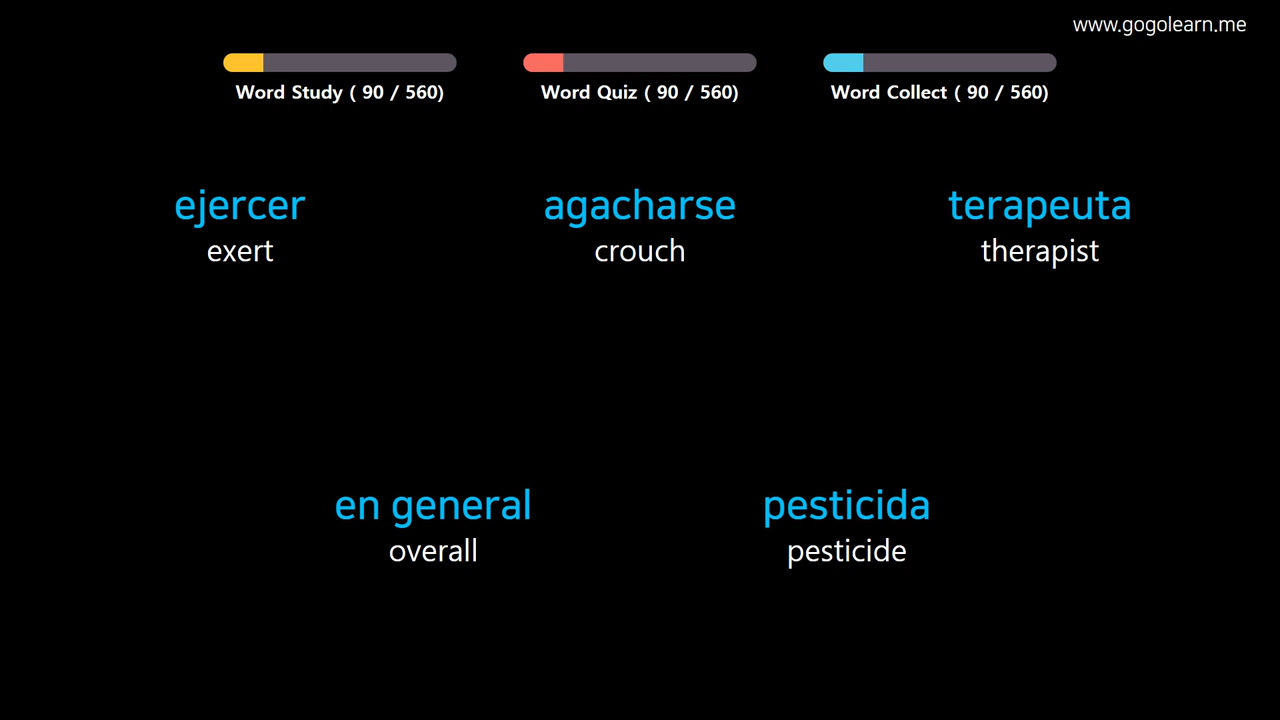 www.gogolearn.me
Word Study ( 90 / 560)
Word Quiz ( 90 / 560)
Word Collect ( 90 / 560)
ejercer
exert
agacharse
crouch
terapeuta
therapist
en general
overall
pesticida
pesticide